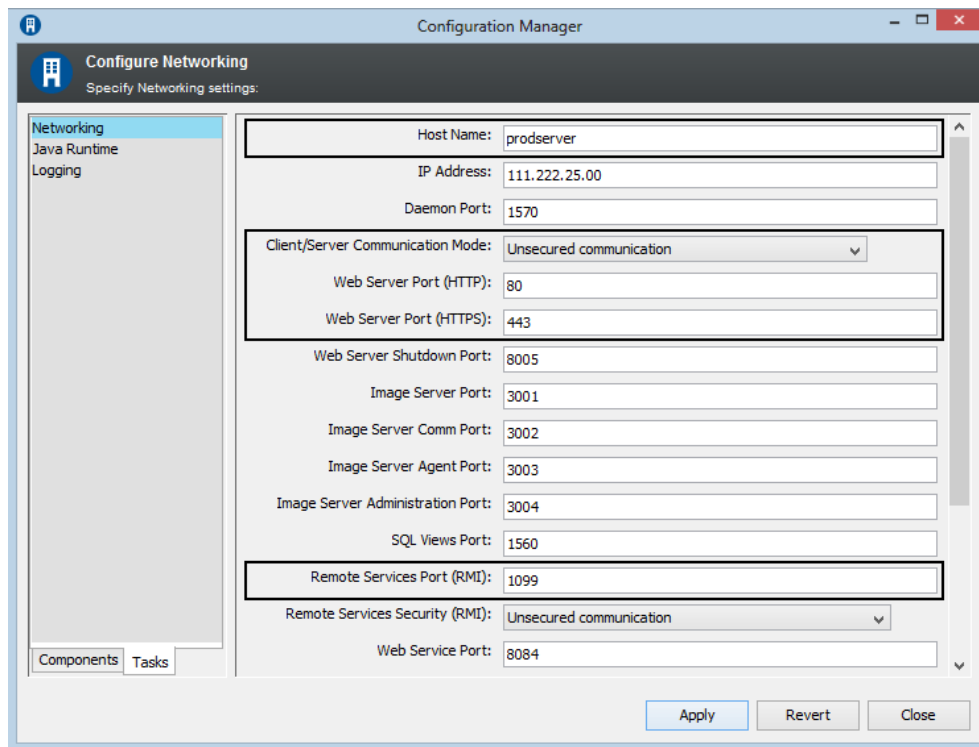 Configuration Manager
Configure Networking
Specify Networking settings:
Networking
Java Runtime
Logging
Host Name: prodserver
IP Address: 111.222.25.00
Daemon Port: 1570
Client/Server Communication Mode: Unsecured communication
Web Server Port (HTTP): 80
Web Server Port (HTTPS): 443
Web Server Shutdown Port: 8005
Image Server Port: 3001
Image Server Comm Port: 3002
Image Server Agent Port: 3003
Image Server Administration Port: 3004
SQL Views Port: 1560
Remote Services Port (RMI): 1099
Remote Services Security (RMI): Unsecured communication
Web Service Port: 8084
Components Tasks
Apply Revert Close